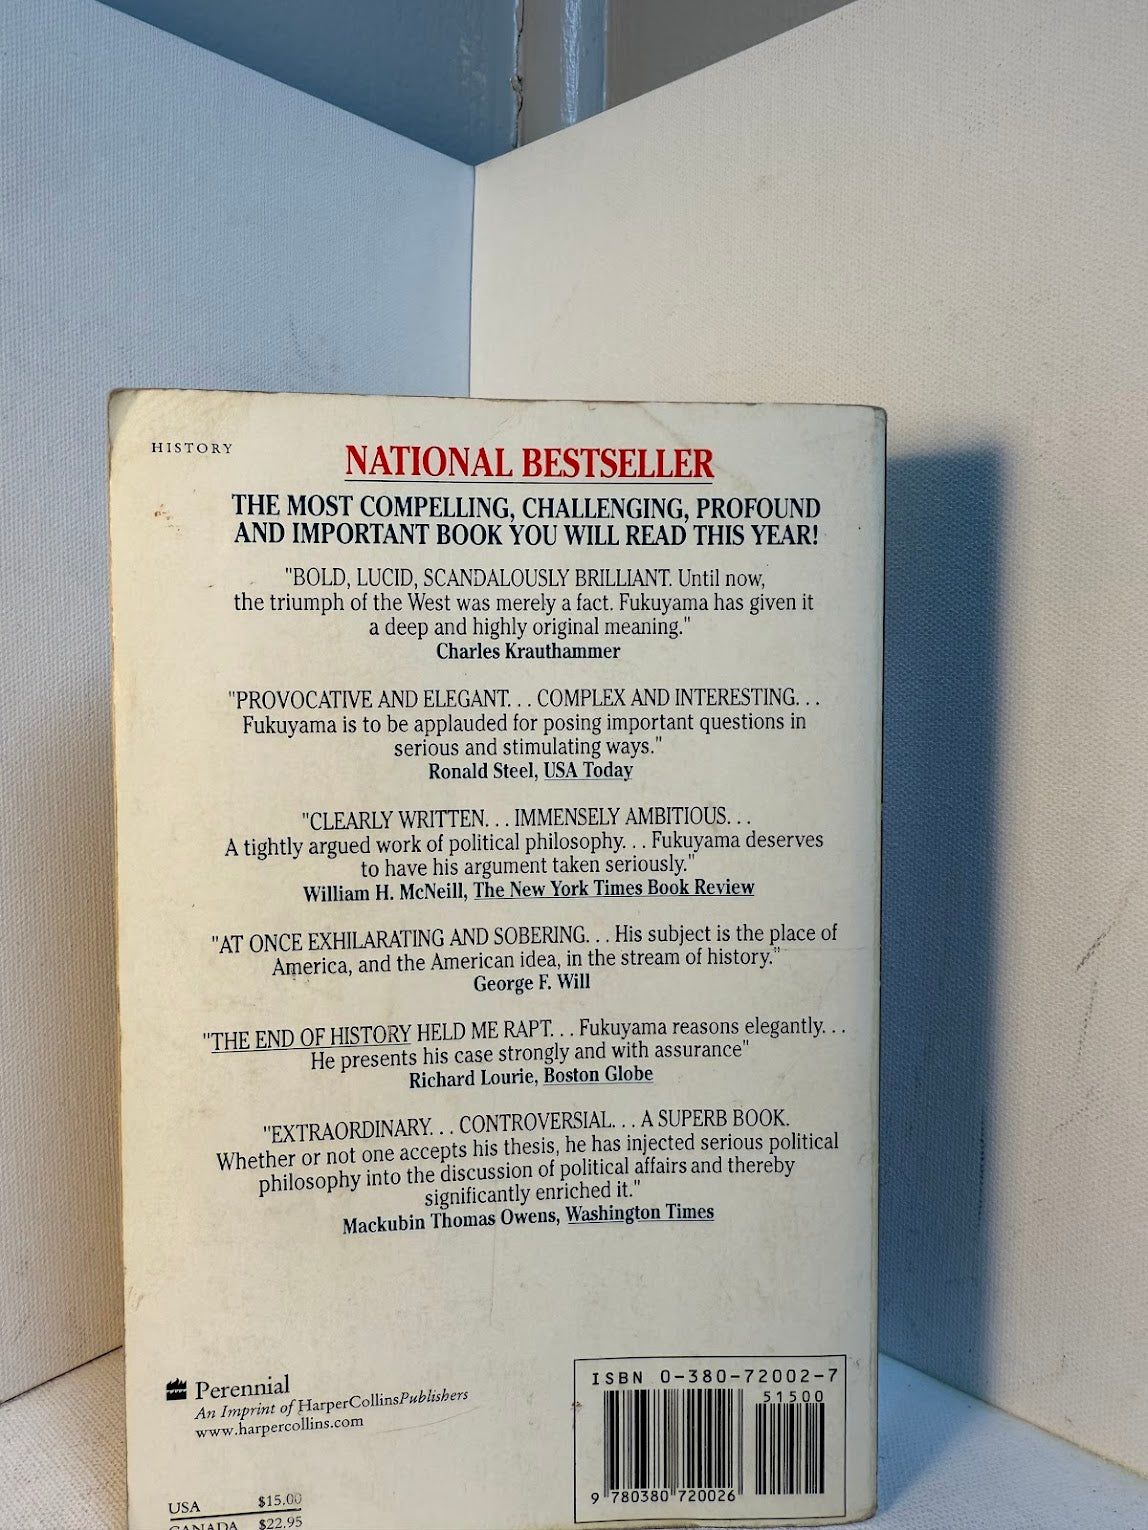 HISTORY
NATIONAL BESTSELLER
THE MOST COMPELLING, CHALLENGING, PROFOUND
AND IMPORTANT BOOK YOU WILL READ THIS YEAR!
"BOLD, LUCID, SCANDALOUSLY BRILLIANT. Until now,
the triumph of the West was merely a fact. Fukuyama has given it
a deep and highly original meaning."
Charles Krauthammer
"PROVOCATIVE AND ELEGANT. . . COMPLEX AND INTERESTING. . .
Fukuyama is to be applauded for posing important questions in
serious and stimulating ways."
Ronald Steel, USA Today
"CLEARLY WRITTEN. . . IMMENSELY AMBITIOUS. . .
A tightly argued work of political philosophy. . . Fukuyama deserves
to have his argument taken seriously."
William H. McNeill, The New York Times Book Review
"AT ONCE EXHILARATING AND SOBERING. . . His subject is the place of
America, and the American idea, in the stream of history."
George F. Will
"THE END OF HISTORY HELD ME RAPT. . . Fukuyama reasons elegantly. . .
He presents his case strongly and with assurance"
Richard Lourie, Boston Globe
"EXTRAORDINARY. . . CONTROVERSIAL. . . A SUPERB BOOK.
Whether or not one accepts his thesis, he has injected serious political
philosophy into the discussion of political affairs and thereby
significantly enriched it."
Mackubin Thomas Owens, Washington Times
Perennial
An Imprint of HarperCollinsPublishers
www.harpercollins.com
USA $15.00
CANADA $22.95
ISBN 0-380-72002-7
51500
9 780380 720026